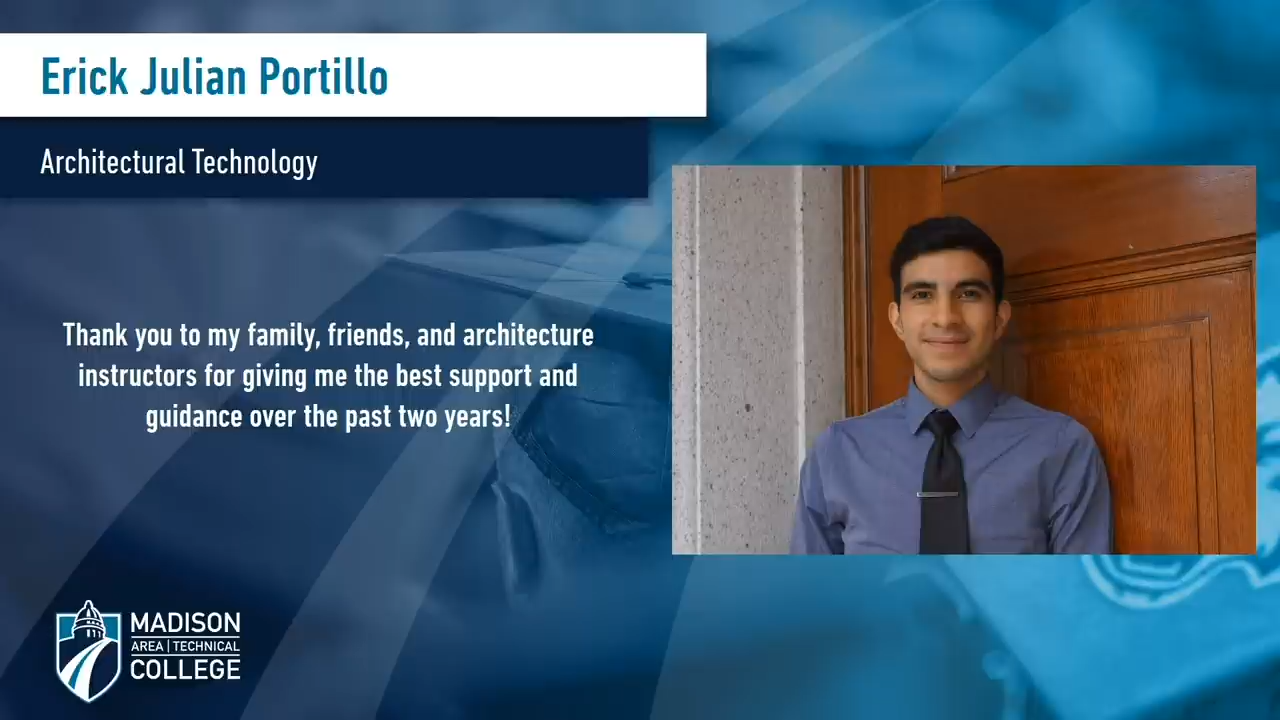 Erick Julian Portillo
Architectural Technology
Thank you to my family, friends, and architecture
instructors for giving me the best support and
guidance over the past two years!
MADISON
AREA | TECHNICAL
COLLEGE